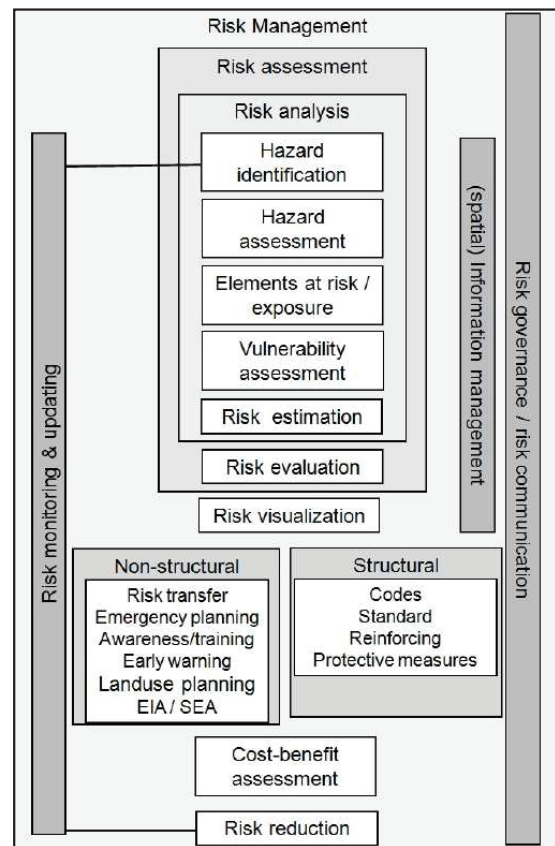 Risk Management
Risk assessment
Risk analysis
Hazard
identification
Hazard
assessment
Elements at risk /
exposure
Vulnerability
assessment
Risk estimation
Risk evaluation
Risk visualization
Non-structural
Risk transfer
Emergency planning
Awareness/training
Early warning
Landuse planning
EIA / SEA
Structural
Codes
Standard
Reinforcing
Protective measures
Cost-benefit
assessment
Risk reduction
Risk monitoring & updating
(spatial) Information management
Risk governance / risk communication